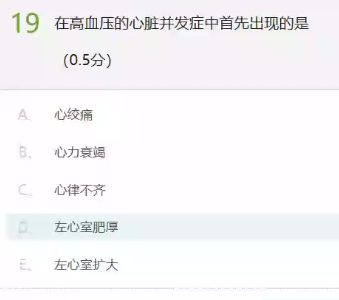 19 在高血压的心脏并发症中首先出现的是
（0.5分）
A、 心绞痛
B、 心力衰竭
C、 心律不齐
D、 左心室肥厚
E、 左心室扩大